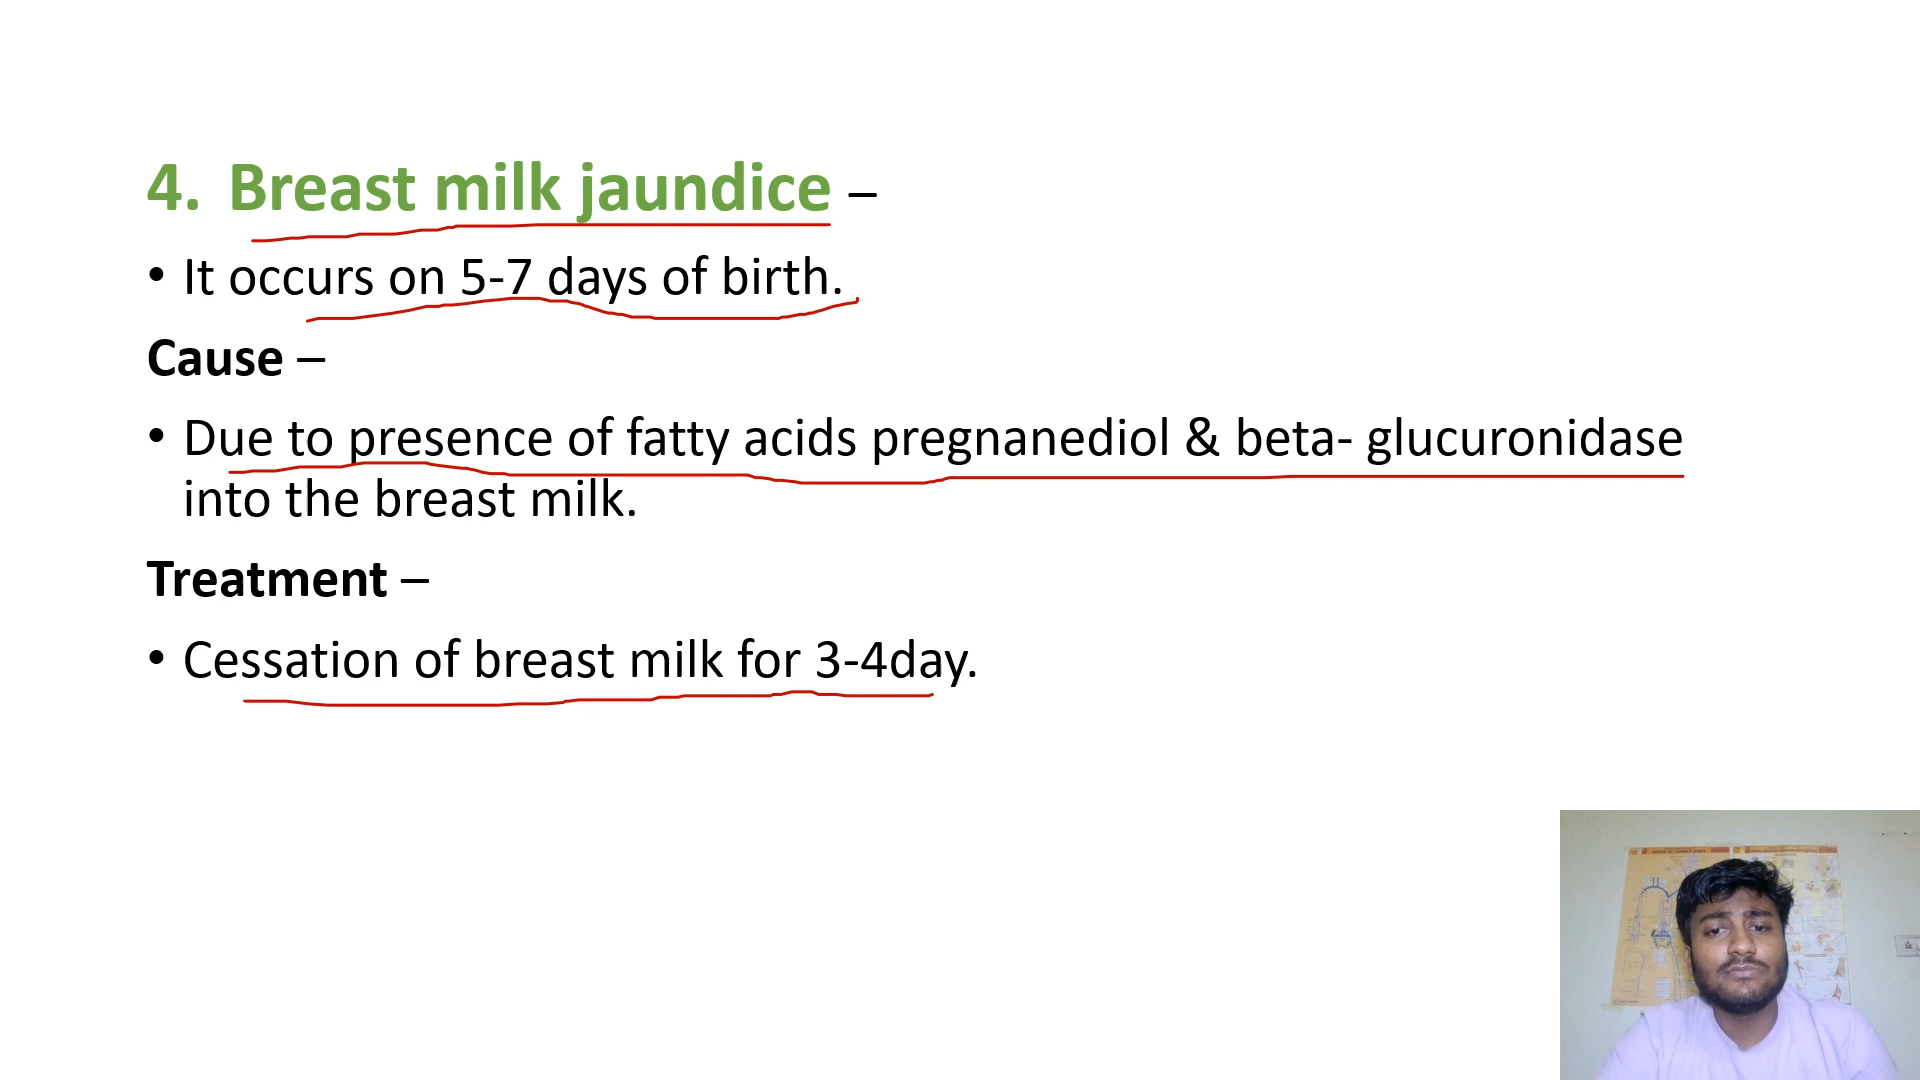 4. Breast milk jaundice –
• It occurs on 5-7 days of birth.
Cause –
• Due to presence of fatty acids pregnanediol & beta- glucuronidase
into the breast milk.
Treatment –
• Cessation of breast milk for 3-4day.